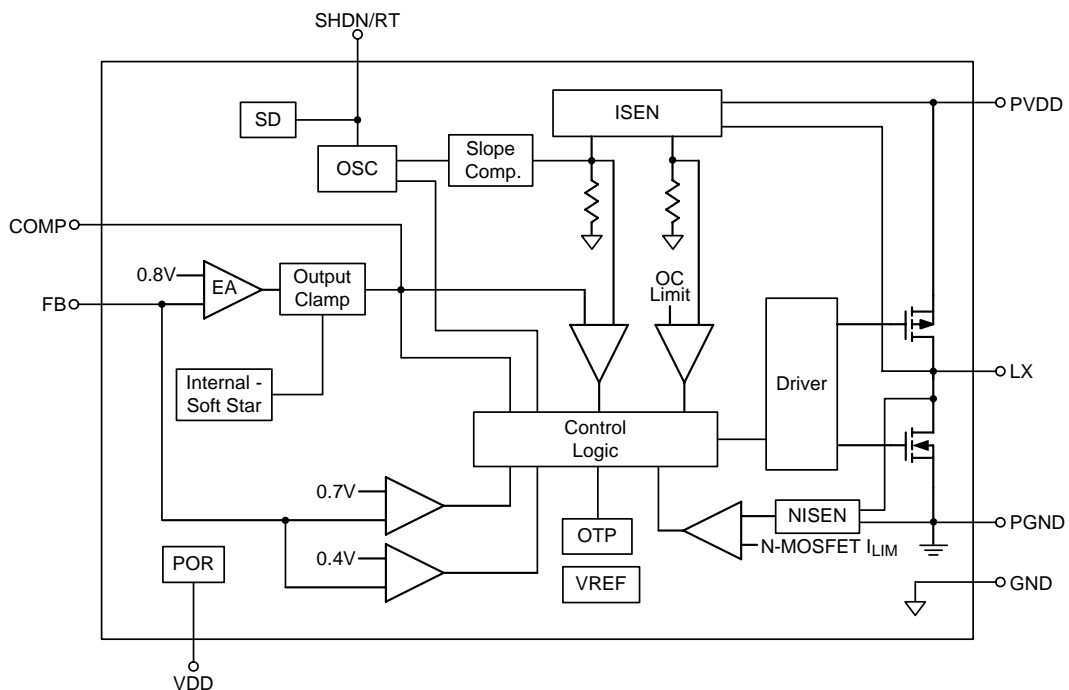 SHDN/RT
SD
ISEN
PVDD
OSC
Slope
Comp.
COMP
0.8V
EA
Output
Clamp
OC
Limit
FB
Internal -
Soft Star
Driver
LX
Control
Logic
0.7V
OTP
NISEN
PGND
N-MOSFET ILIM
0.4V
POR
VREF
GND
VDD